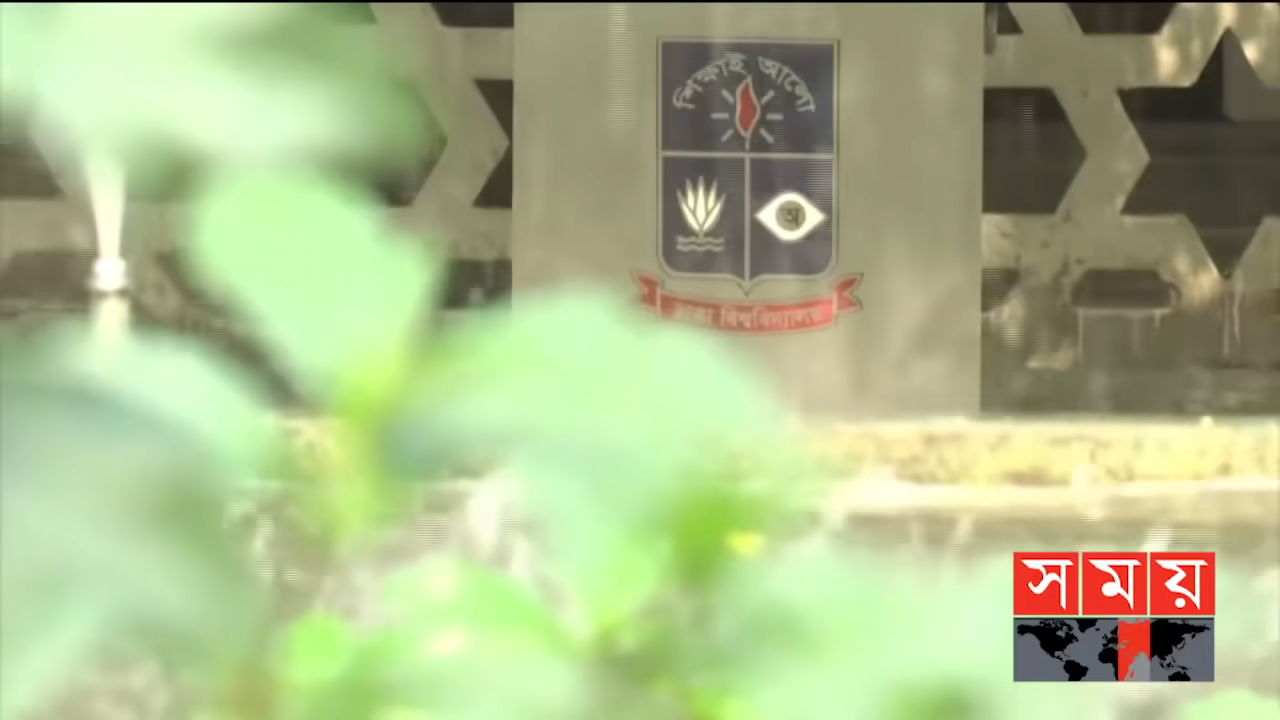 শিক্ষাই আলো
অ
ঢাকা বিশ্ববিদ্যালয়
সময়